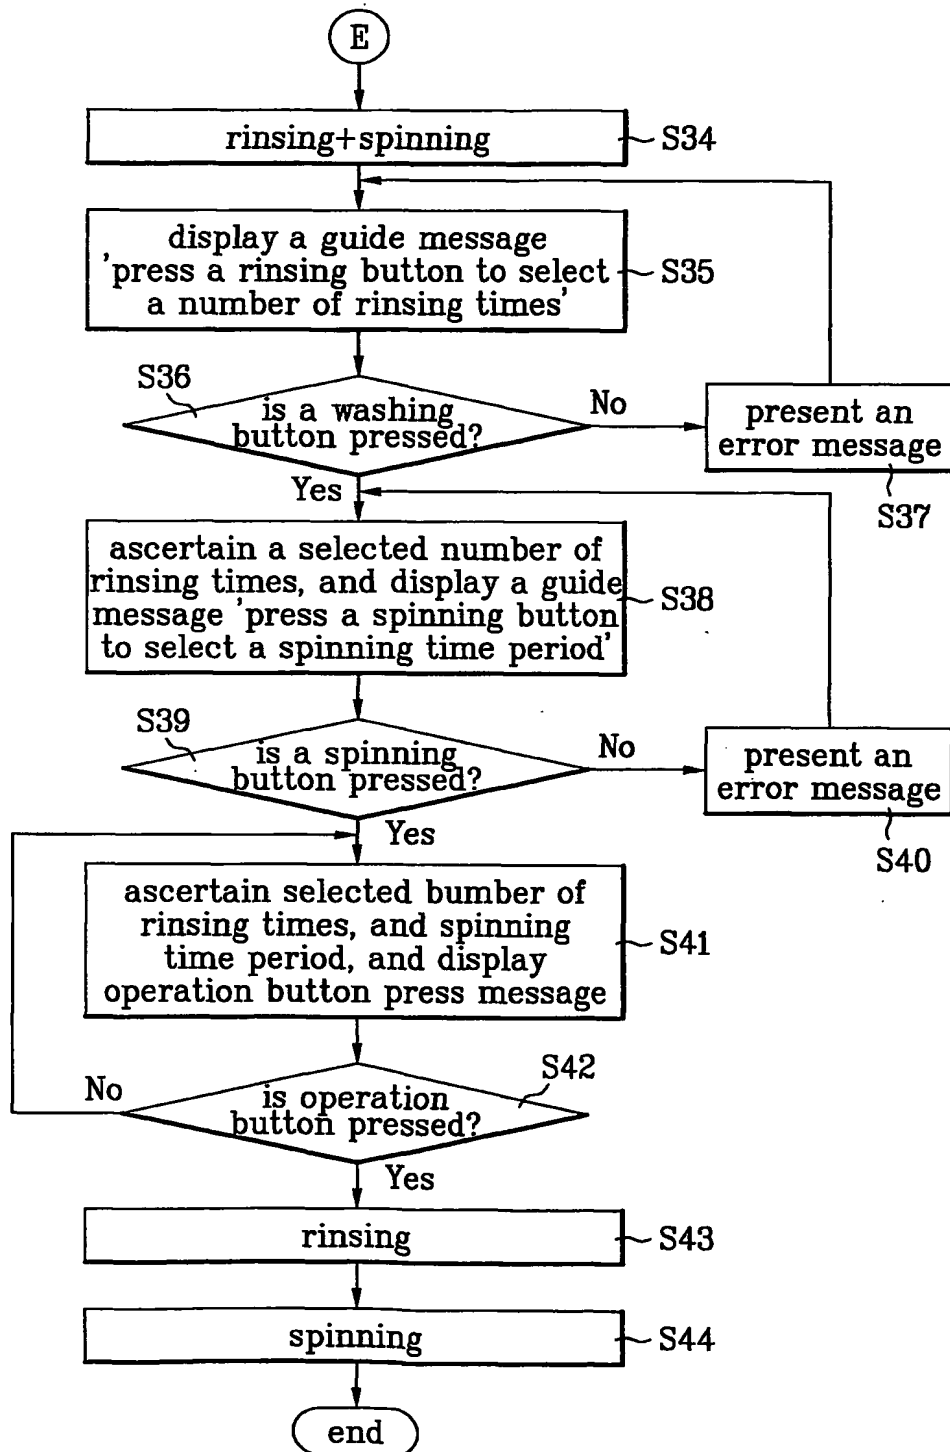 E
rinsing+spinning
S34
display a guide message
'press a rinsing button to select
a number of rinsing times'
S35
S36
is a washing
button pressed?
No
present an
error message
S37
Yes
ascertain a selected number of
rinsing times, and display a guide
message 'press a spinning button
to select a spinning time period'
S38
S39
is a spinning
button pressed?
No
present an
error message
S40
Yes
ascertain selected bumber of
rinsing times, and spinning
time period, and display
operation button press message
S41
S42
is operation
button pressed?
No
Yes
rinsing
S43
spinning
S44
end